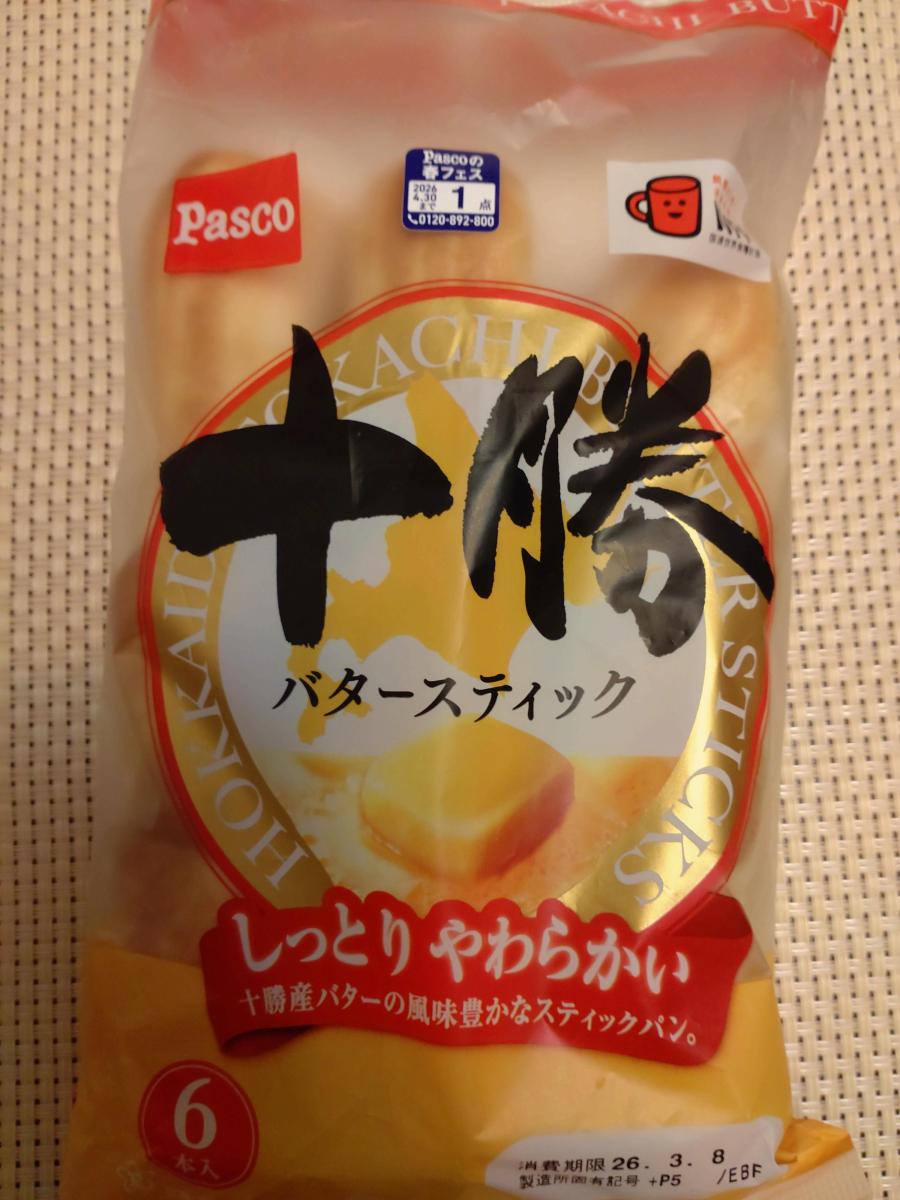 TOKACHI BUTT
Pasco
Pascoの
春フェス
2026
4.30
まで
1点
0120-892-800
HOKKAIDO TOKACHI BUTTER STICKS
十勝
バタースティック
しっとり やわらかい
十勝産バターの風味豊かなスティックパン。
6
本入
消費期限 26. 3. 8
製造所固有記号 +P5 /EBF